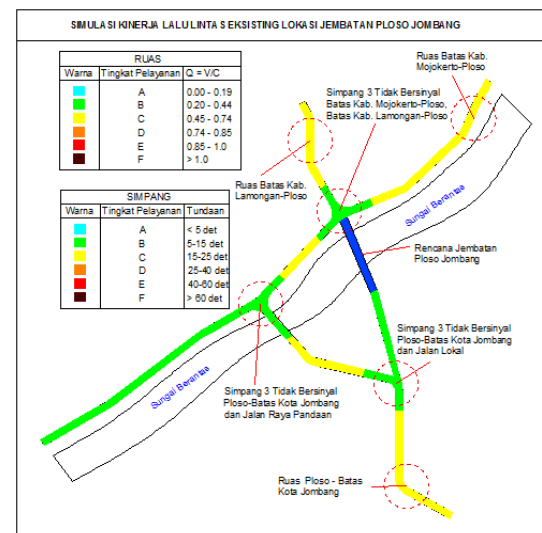 SIMULASI KINERJA LALU LINTAS EKSISTING LOKASI JEMBATAN PLOSO JOMBANG
RUAS
Warna Tingkat Pelayanan Q = V/C
A 0.00 - 0.19
B 0.20 - 0.44
C 0.45 - 0.74
D 0.74 - 0.85
E 0.85 - 1.0
F > 1.0
SIMPANG
Warna Tingkat Pelayanan Tundaan
A < 5 det
B 5-15 det
C 15-25 det
D 25-40 det
E 40-60 det
F > 60 det
Ruas Batas Kab.
Mojokerto-Ploso
Simpang 3 Tidak Bersinyal
Batas Kab. Mojokerto-Ploso,
Batas Kab. Lamongan-Ploso
Ruas Batas Kab.
Lamongan-Ploso
Sungai Berantae
Rencana Jembatan
Ploso Jombang
Simpang 3 Tidak Bersinyal
Ploso-Batas Kota Jombang
dan Jalan Lokal
Simpang 3 Tidak Bersinyal
Ploso-Batas Kota Jombang
dan Jalan Raya Pandaan
Sungai Berantae
Ruas Ploso - Batas
Kota Jombang